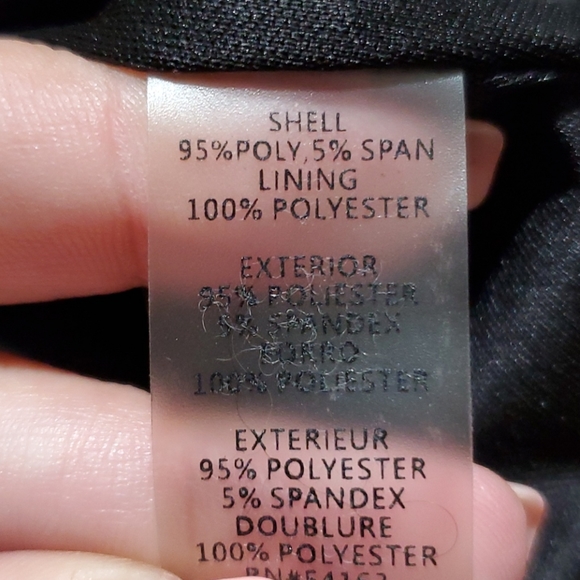 SHELL
95%POLY,5% SPAN
LINING
100% POLYESTER
EXTERIOR
95% POLIESTER
5% SPANDEX
FORRO
100% POLIESTER
EXTERIEUR
95% POLYESTER
5% SPANDEX
DOUBLURE
100% POLYESTER